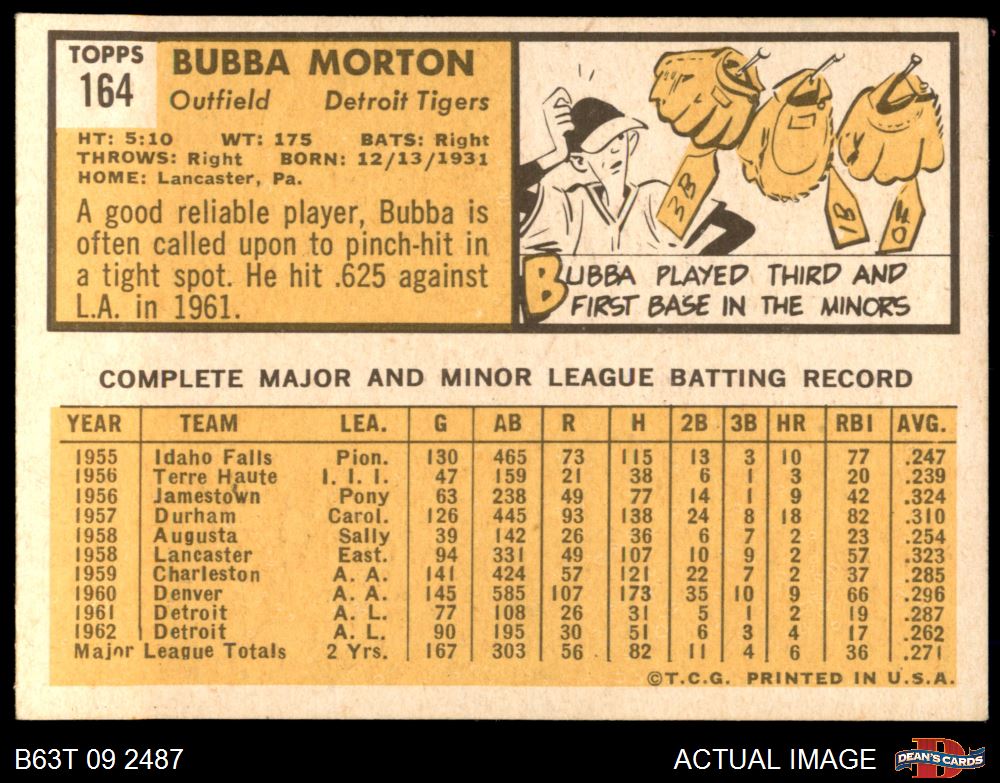 TOPPS
164
BUBBA MORTON
Outfield Detroit Tigers
HT: 5:10 WT: 175 BATS: Right
THROWS: Right BORN: 12/13/1931
HOME: Lancaster, Pa.
A good reliable player, Bubba is
often called upon to pinch-hit in
a tight spot. He hit .625 against
L.A. in 1961.
3B
1B
OF
BUBBA PLAYED THIRD AND
FIRST BASE IN THE MINORS
COMPLETE MAJOR AND MINOR LEAGUE BATTING RECORD
YEAR TEAM LEA. G AB R H 2B 3B HR RBI AVG.
1955 Idaho Falls Pion. 130 465 73 115 13 3 10 77 .247
1956 Terre Haute I. I. I. 47 159 21 38 6 1 3 20 .239
1956 Jamestown Pony 63 238 49 77 14 1 9 42 .324
1957 Durham Carol. 126 445 93 138 24 8 18 82 .310
1958 Augusta Sally 39 142 26 36 6 7 2 23 .254
1958 Lancaster East. 94 331 49 107 10 9 2 57 .323
1959 Charleston A. A. 141 424 57 121 22 7 2 37 .285
1960 Denver A. A. 145 585 107 173 35 10 9 66 .296
1961 Detroit A. L. 77 108 26 31 5 1 2 19 .287
1962 Detroit A. L. 90 195 30 51 6 3 4 17 .262
Major League Totals 2 Yrs. 167 303 56 82 11 4 6 36 .271
©T.C.G. PRINTED IN U.S.A.
B63T 09 2487 ACTUAL IMAGE DEAN'S CARDS